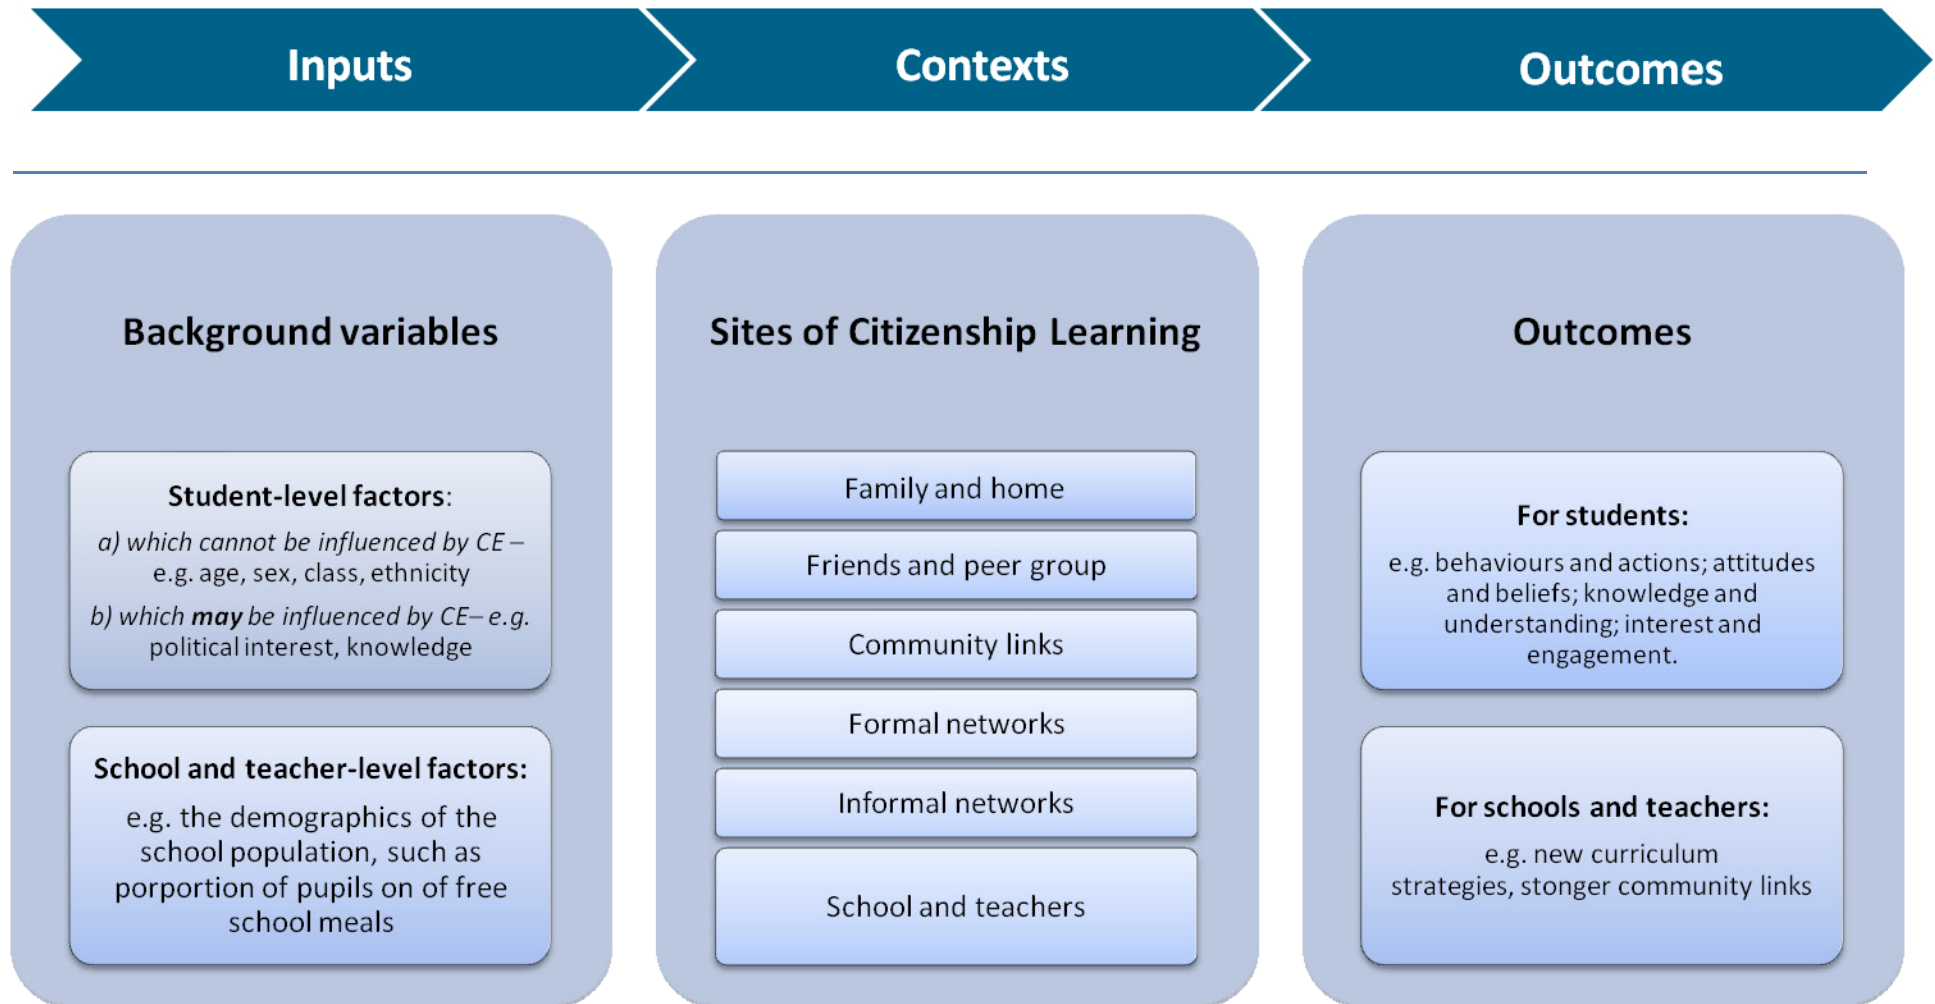 Inputs
Contexts
Outcomes
Background variables
Student-level factors:
a) which cannot be influenced by CE –
e.g. age, sex, class, ethnicity
b) which may be influenced by CE– e.g.
political interest, knowledge
School and teacher-level factors:
e.g. the demographics of the
school population, such as
porportion of pupils on of free
school meals
Sites of Citizenship Learning
Family and home
Friends and peer group
Community links
Formal networks
Informal networks
School and teachers
Outcomes
For students:
e.g. behaviours and actions; attitudes
and beliefs; knowledge and
understanding; interest and
engagement.
For schools and teachers:
e.g. new curriculum
strategies, stonger community links